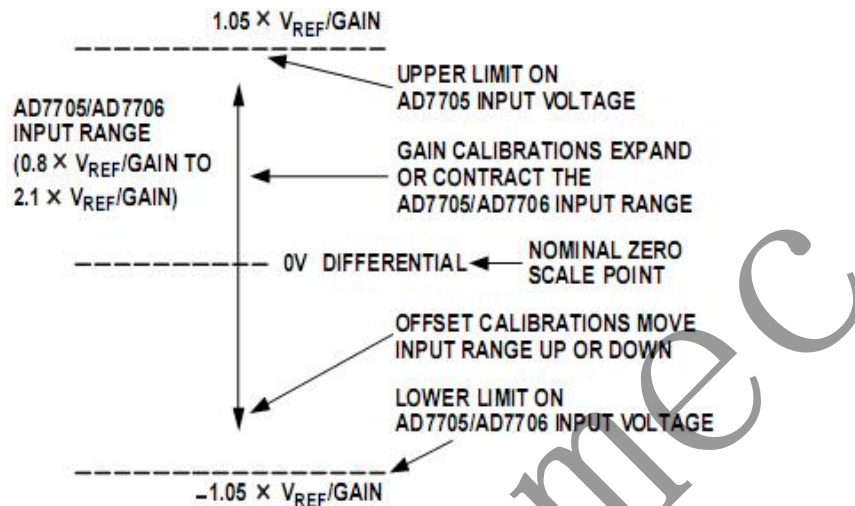 1.05 × VREF/GAIN
UPPER LIMIT ON
AD7705 INPUT VOLTAGE
AD7705/AD7706
INPUT RANGE
(0.8 × VREF/GAIN TO
2.1 × VREF/GAIN)
GAIN CALIBRATIONS EXPAND
OR CONTRACT THE
AD7705/AD7706 INPUT RANGE
0V DIFFERENTIAL
NOMINAL ZERO
SCALE POINT
OFFSET CALIBRATIONS MOVE
INPUT RANGE UP OR DOWN
LOWER LIMIT ON
AD7705/AD7706 INPUT VOLTAGE
–1.05 × VREF/GAIN
mec